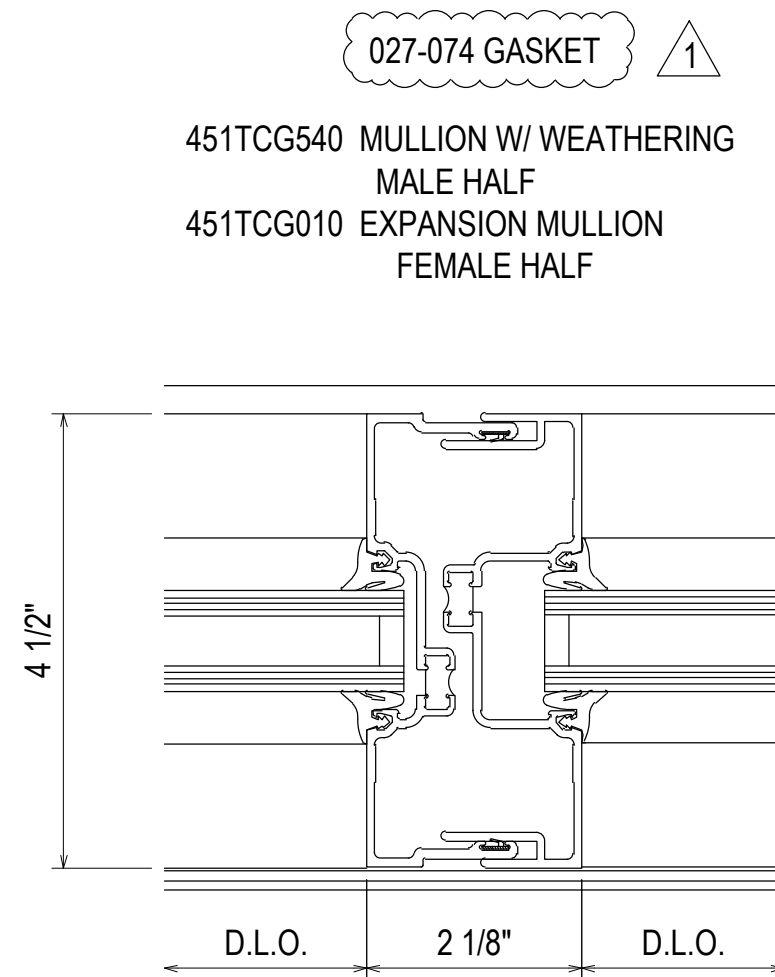 027-074 GASKET
1
451TCG540 MULLION W/ WEATHERING
MALE HALF
451TCG010 EXPANSION MULLION
FEMALE HALF
4 1/2"
D.L.O.
2 1/8"
D.L.O.